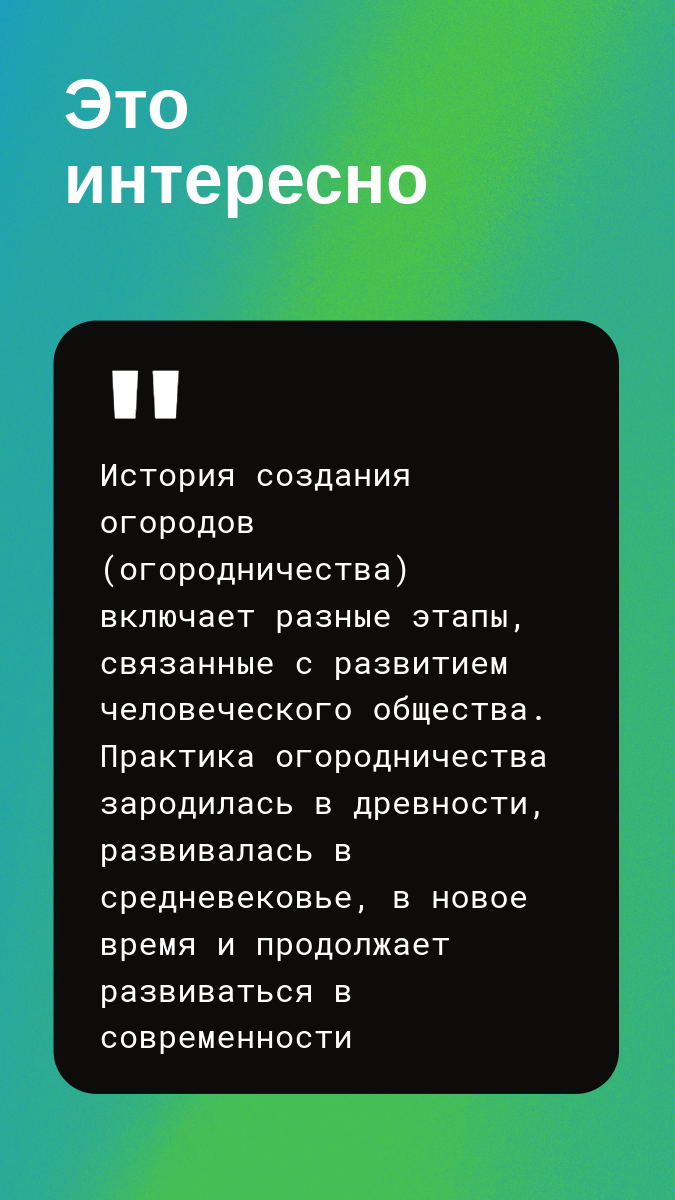 Это
интересно
"
История создания
огородов
(огородничества)
включает разные этапы,
связанные с развитием
человеческого общества.
Практика огородничества
зародилась в древности,
развивалась в
средневековье, в новое
время и продолжает
развиваться в
современности